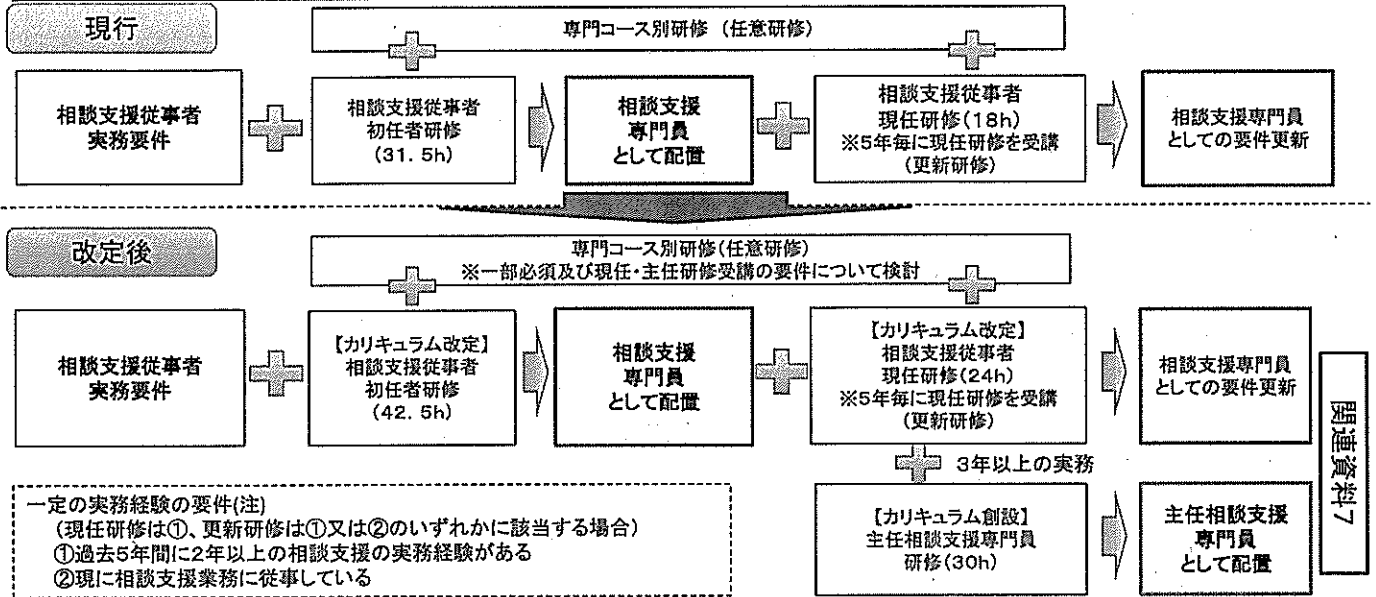 現行
専門コース別研修 (任意研修)
相談支援従事者
実務要件
相談支援従事者
初任者研修
(31.5h)
相談支援
専門員
として配置
相談支援従事者
現任研修(18h)
※5年毎に現任研修を受講
(更新研修)
相談支援専門員
としての要件更新
改定後
専門コース別研修(任意研修)
※一部必須及び現任・主任研修受講の要件について検討
相談支援従事者
実務要件
【カリキュラム改定】
相談支援従事者
初任者研修
(42.5h)
相談支援
専門員
として配置
【カリキュラム改定】
相談支援従事者
現任研修(24h)
※5年毎に現任研修を受講
(更新研修)
相談支援専門員
としての要件更新
3年以上の実務
【カリキュラム創設】
主任相談支援専門員
研修(30h)
主任相談支援
専門員
として配置
一定の実務経験の要件(注)
(現任研修は①、更新研修は①又は②のいずれかに該当する場合)
①過去5年間に2年以上の相談支援の実務経験がある
②現に相談支援業務に従事している
関連資料7